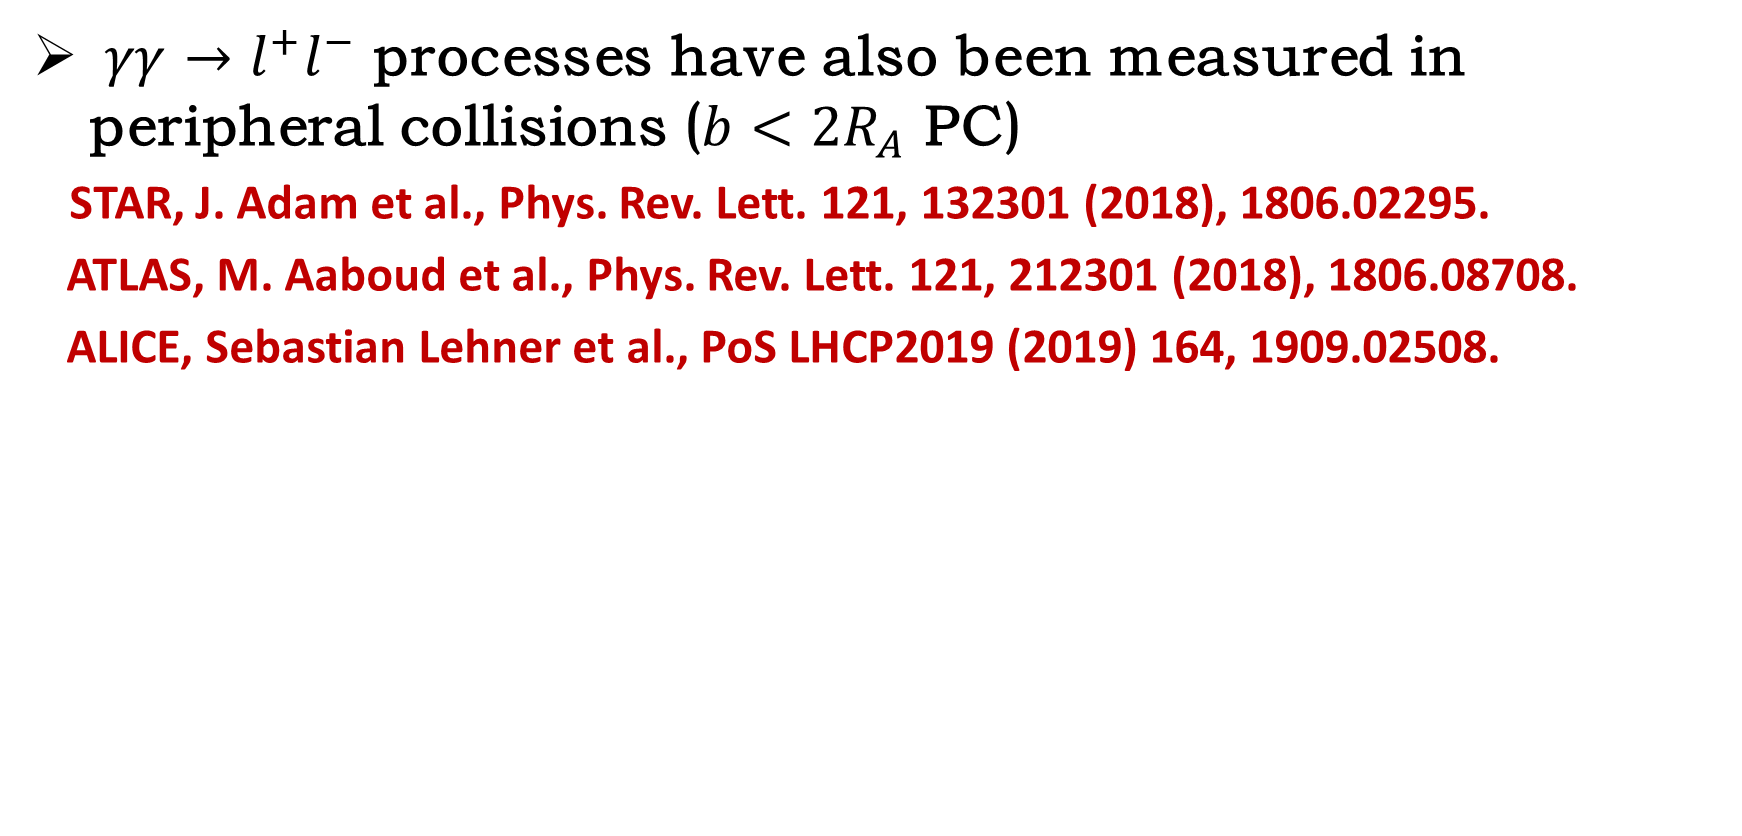 ➢ 𝛾𝛾 → 𝑙⁺𝑙⁻ processes have also been measured in
peripheral collisions (𝑏 < 2𝑅_𝐴 PC)
STAR, J. Adam et al., Phys. Rev. Lett. 121, 132301 (2018), 1806.02295.
ATLAS, M. Aaboud et al., Phys. Rev. Lett. 121, 212301 (2018), 1806.08708.
ALICE, Sebastian Lehner et al., PoS LHCP2019 (2019) 164, 1909.02508.